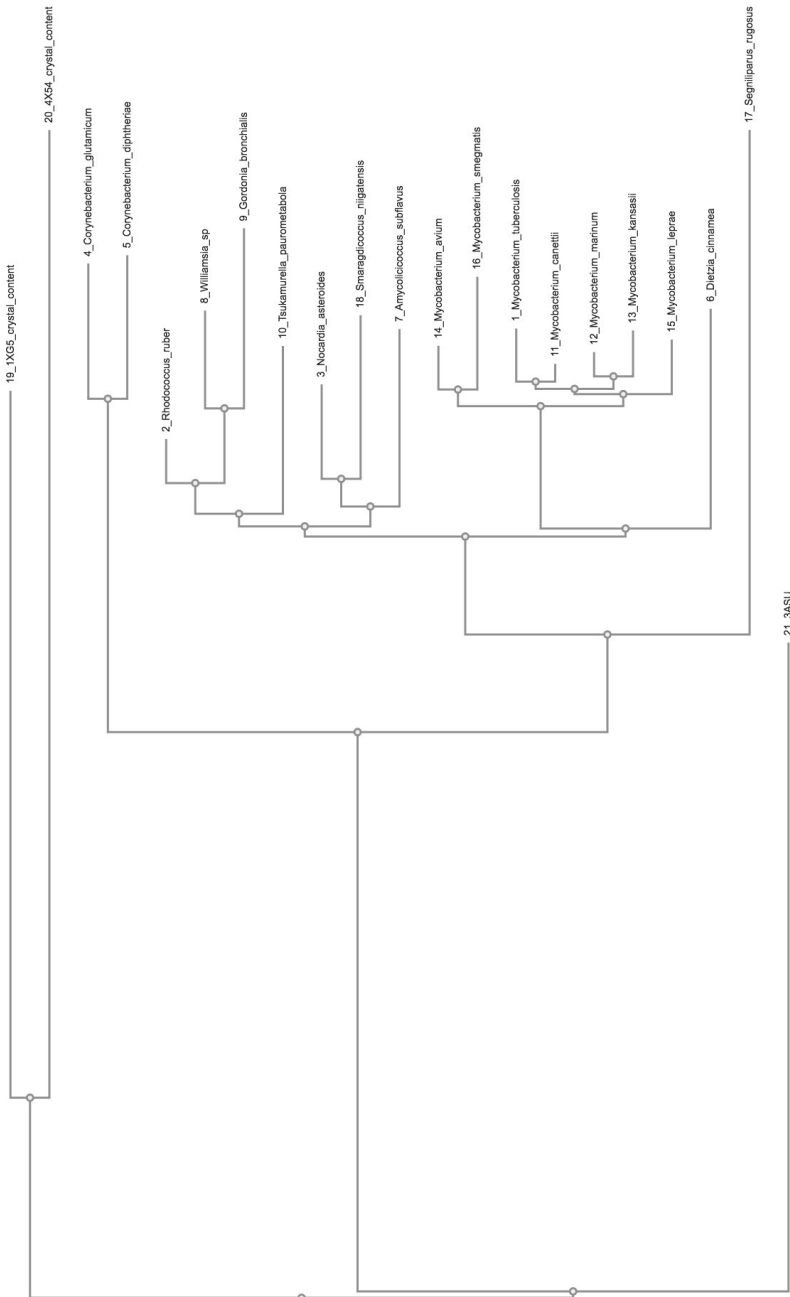 19_1XG5_crystal_content
20_4X54_crystal_content
4_Corynebacterium_glutamicum
5_Corynebacterium_diphtheriae
2_Rhodococcus_ruber
8_Williamsia_sp
9_Gordonia_bronchialis
10_Tsukamurella_paurometabola
3_Nocardia_asteroides
18_Smaragdicoccus_niigatensis
7_Amycolicicoccus_subflavus
14_Mycobacterium_avium
16_Mycobacterium_smegmatis
1_Mycobacterium_tuberculosis
11_Mycobacterium_canettii
12_Mycobacterium_marinum
13_Mycobacterium_kansasii
15_Mycobacterium_leprae
6_Dietzia_cinnamea
17_Segniliparus_rugosus
21_3ASU